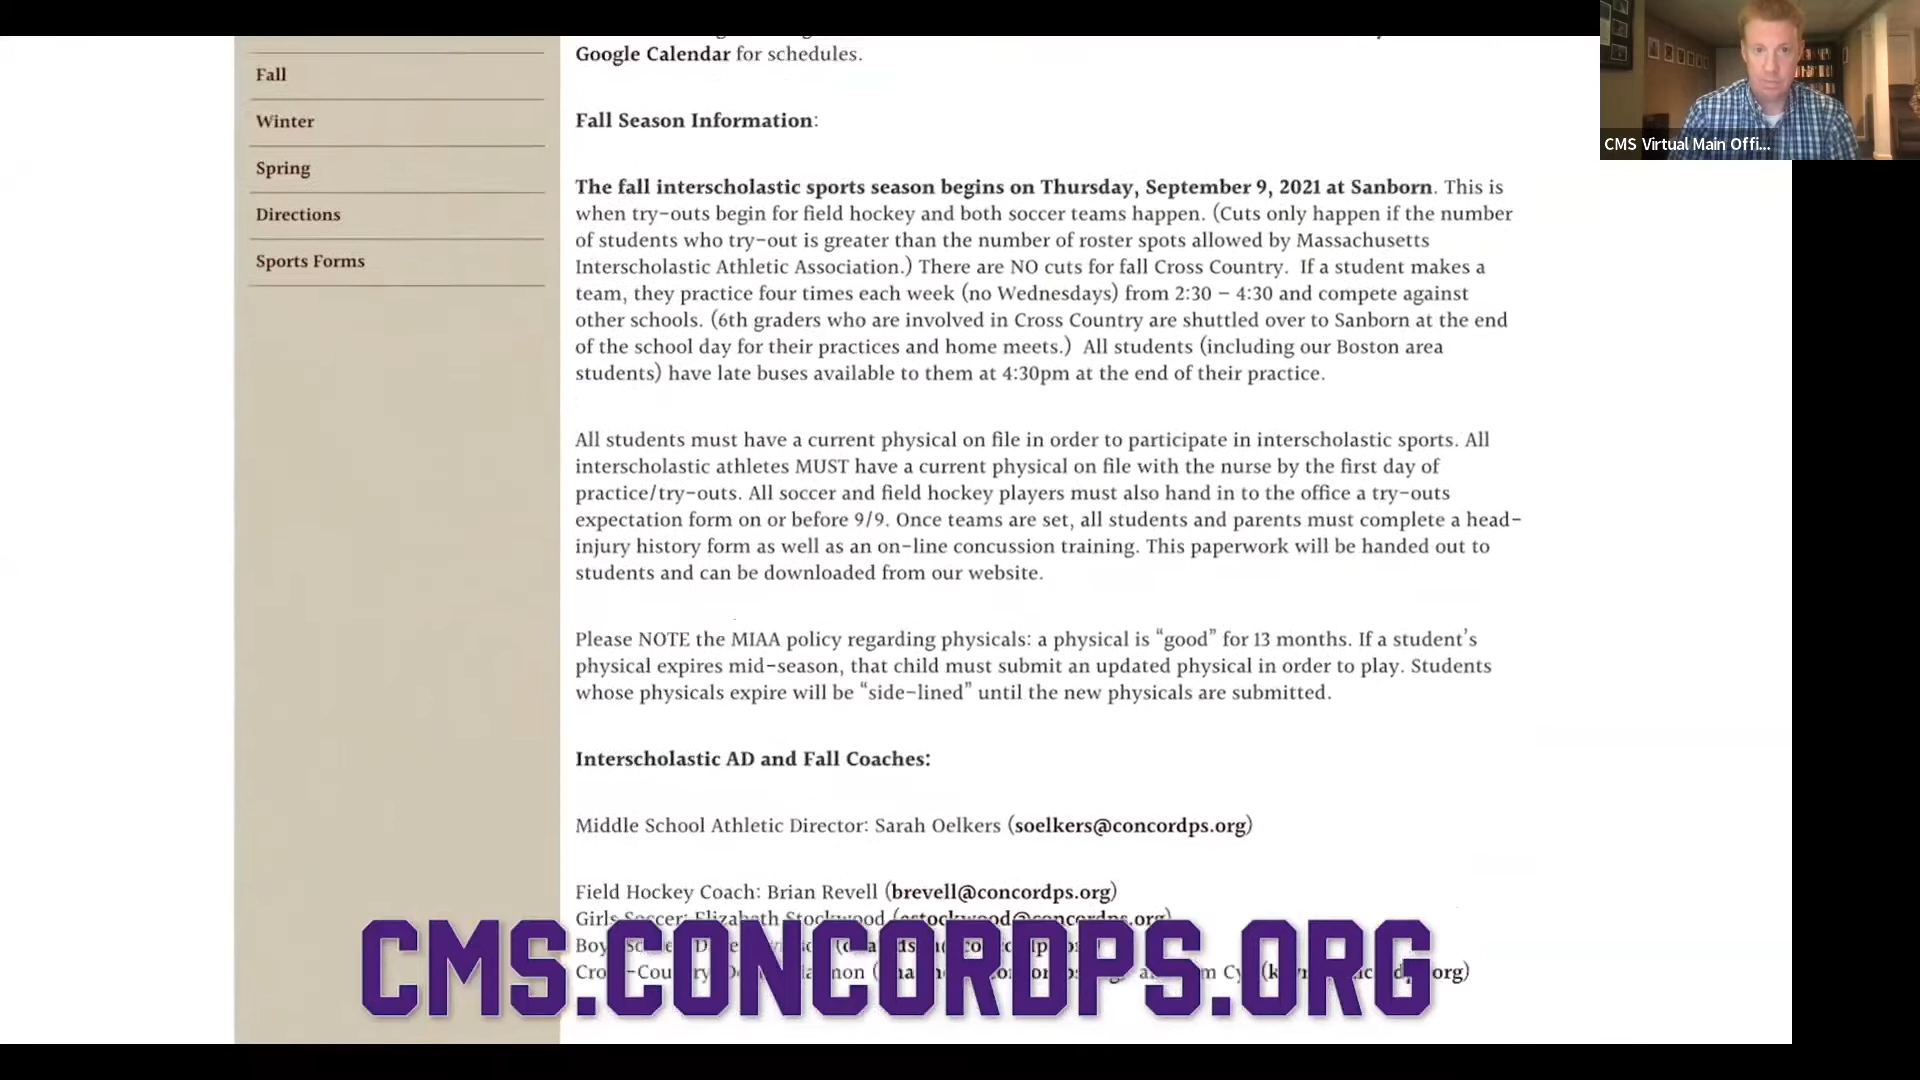 Google Calendar for schedules.
Fall
Winter
Spring
Directions
Sports Forms
Fall Season Information:
The fall interscholastic sports season begins on Thursday, September 9, 2021 at Sanborn. This is
when try-outs begin for field hockey and both soccer teams happen. (Cuts only happen if the number
of students who try-out is greater than the number of roster spots allowed by Massachusetts
Interscholastic Athletic Association.) There are NO cuts for fall Cross Country. If a student makes a
team, they practice four times each week (no Wednesdays) from 2:30 – 4:30 and compete against
other schools. (6th graders who are involved in Cross Country are shuttled over to Sanborn at the end
of the school day for their practices and home meets.) All students (including our Boston area
students) have late buses available to them at 4:30pm at the end of their practice.
All students must have a current physical on file in order to participate in interscholastic sports. All
interscholastic athletes MUST have a current physical on file with the nurse by the first day of
practice/try-outs. All soccer and field hockey players must also hand in to the office a try-outs
expectation form on or before 9/9. Once teams are set, all students and parents must complete a head-
injury history form as well as an on-line concussion training. This paperwork will be handed out to
students and can be downloaded from our website.
Please NOTE the MIAA policy regarding physicals: a physical is “good” for 13 months. If a student’s
physical expires mid-season, that child must submit an updated physical in order to play. Students
whose physicals expire will be “side-lined” until the new physicals are submitted.
Interscholastic AD and Fall Coaches:
Middle School Athletic Director: Sarah Oelkers (soelkers@concordps.org)
Field Hockey Coach: Brian Revell (brevell@concordps.org)
Girls Soccer: Elizabeth Stockwood (estockwood@concordps.org)
CMS.CONCORDPS.ORG
CMS Virtual Main Offi...